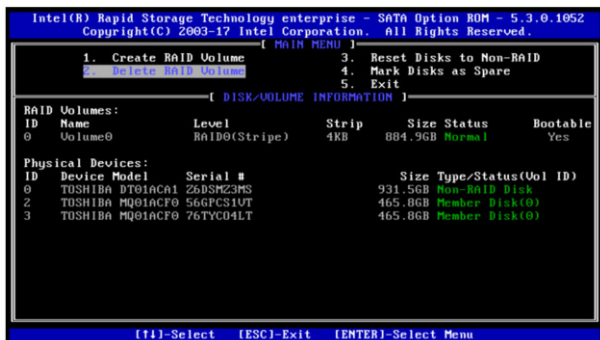 Intel(R) Rapid Storage Technology enterprise - SATA Option ROM - 5.3.0.1052
Copyright(C) 2003-17 Intel Corporation.  All Rights Reserved.
[ MAIN MENU ]
1. Create RAID Volume 3. Reset Disks to Non-RAID
2. Delete RAID Volume 4. Mark Disks as Spare
5. Exit
[ DISK/VOLUME INFORMATION ]
RAID Volumes:
ID Name Level Strip Size Status Bootable
0 Volume0 RAID0(Stripe) 4KB 884.9GB Normal Yes
Physical Devices:
ID Device Model Serial # Size Type/Status(Vol ID)
0 TOSHIBA DT01ACA1 Z6DSMZ3MS 931.5GB Non-RAID Disk
2 TOSHIBA MQ01ACF0 56GPCS1VT 465.8GB Member Disk(0)
3 TOSHIBA MQ01ACF0 76TYCO4LT 465.8GB Member Disk(0)
[↑↓]-Select [ESC]-Exit [ENTER]-Select Menu